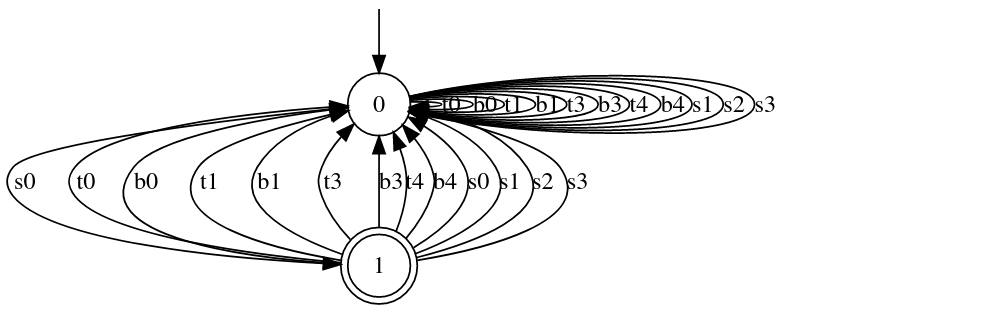 0
t0 b0 t1 b1 t3 b3 t4 b4 s1 s2 s3
s0 t0 b0 t1 b1 t3 b3 t4 b4 s0 s1 s2 s3
1